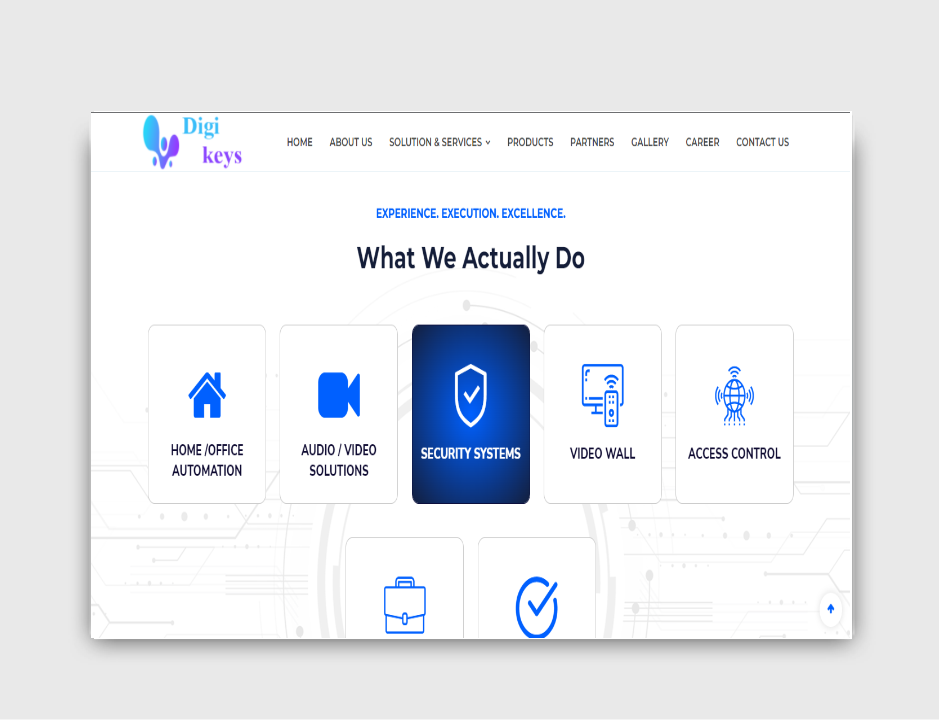 Digi
keys
HOME ABOUT US SOLUTION & SERVICES PRODUCTS PARTNERS GALLERY CAREER CONTACT US
EXPERIENCE. EXECUTION. EXCELLENCE.
What We Actually Do
HOME /OFFICE
AUTOMATION
AUDIO / VIDEO
SOLUTIONS
SECURITY SYSTEMS
VIDEO WALL
ACCESS CONTROL